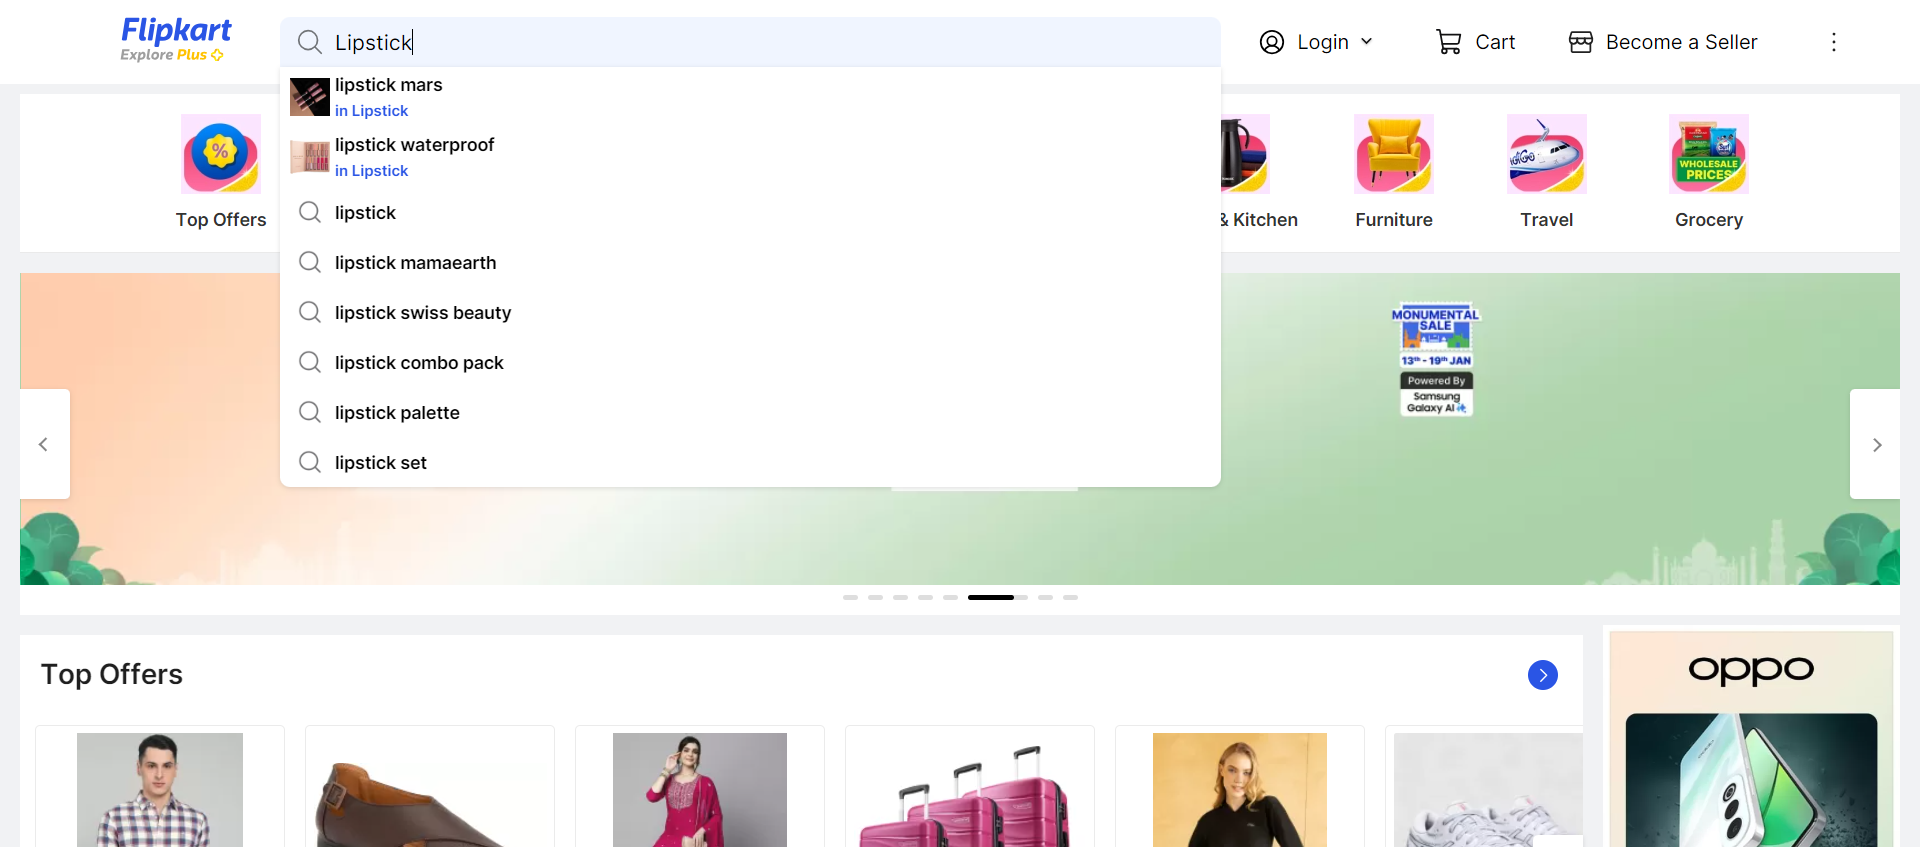 Flipkart
Explore Plus
Lipstick
Login
Cart
Become a Seller
lipstick mars
in Lipstick
lipstick waterproof
in Lipstick
lipstick
lipstick mamaearth
lipstick swiss beauty
lipstick combo pack
lipstick palette
lipstick set
%
Top Offers
& Kitchen
Furniture
Travel
WHOLESALE
PRICES
Grocery
MONUMENTAL
SALE
13th - 19th JAN
Powered By
Samsung
Galaxy AI
Top Offers
oppo